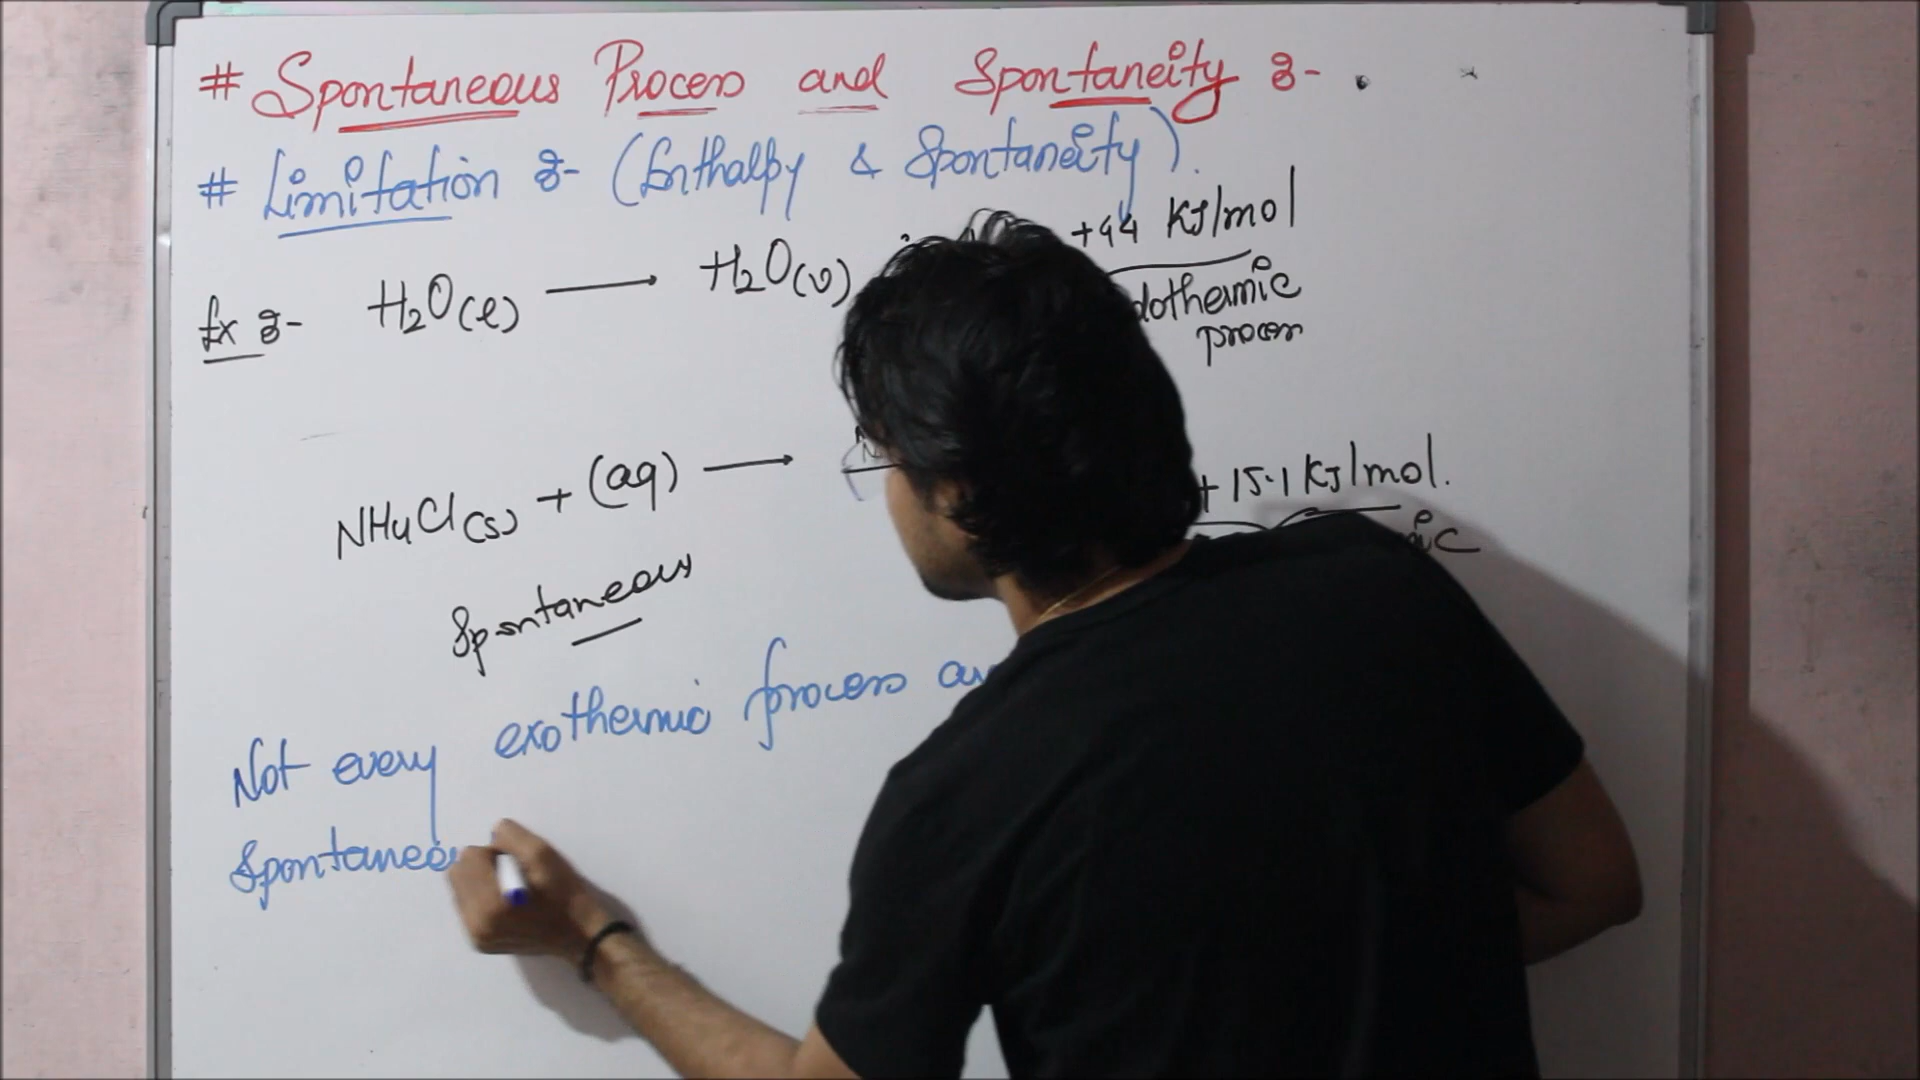 # Spontaneous Process and Spontaneity :-
# Limitation :- (Enthalpy & Spontaneity).
Ex :- H2O(l) → H2O(v) +44 KJ/mol
dothermic
process
NH4Cl(s) + (aq) → + 15.1 KJ/mol.
Spontaneous
Not every exothermic process
Spontaneou